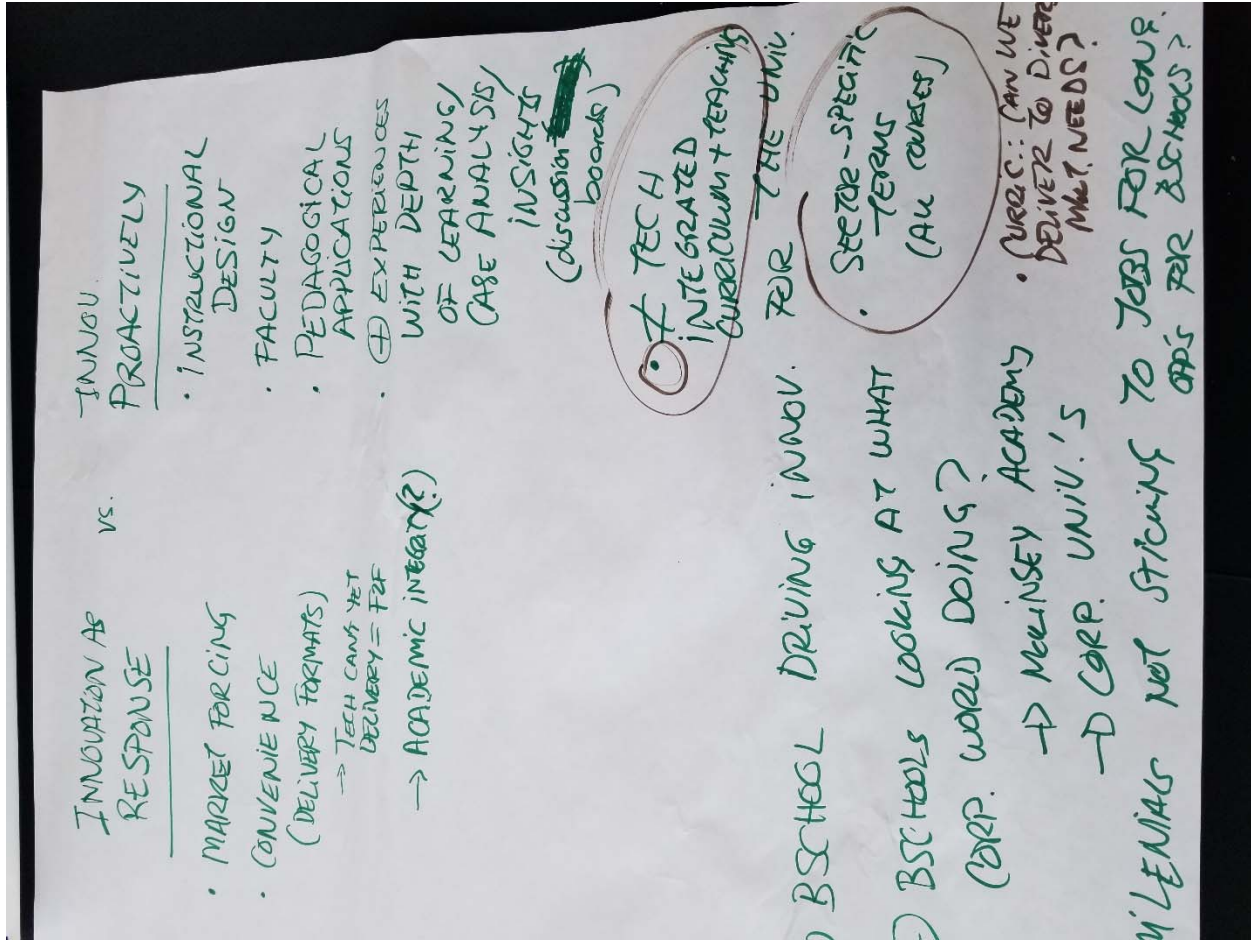 INNOVATION AS
RESPONSE
vs.
INNOV.
PROACTIVELY
• MARKET FORCING
• CONVENIENCE
(DELIVERY FORMATS)
→ TECH CAN'T YET
DELIVERY = F2F
→ ACADEMIC INTEGRITY(?)
• INSTRUCTIONAL
DESIGN
• FACULTY
• PEDAGOGICAL
APPLICATIONS
• ⊕ EXPERIENCES
WITH DEPTH
OF LEARNING/
CASE ANALYSIS/
INSIGHTS
(discussion
boards)
• TECH
INTEGRATED
CURRICULUM + TEACHING
) BSCHOOL DRIVING INNOV. FOR THE UNIV.
) BSCHOOLS LOOKING AT WHAT
CORP. WORLD DOING?
→ McKINSEY ACADEMY
→ CORP. UNIV.'S
• SECTOR-SPECIFIC
TERMS
(ALL COURSES)
• CURRIC.: CAN WE
DELIVER TO DIVERSE
MULT. NEEDS?
MILENIALS NOT STICKING TO JOBS FOR LONG.
OPP'S FOR BSCHOOLS?